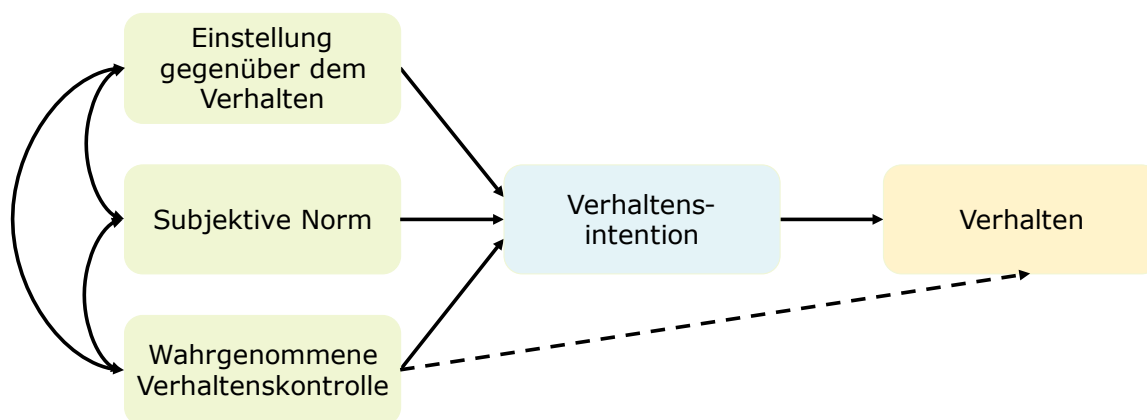 Einstellung
gegenüber dem
Verhalten
Subjektive Norm
Wahrgenommene
Verhaltenskontrolle
Verhaltens-
intention
Verhalten